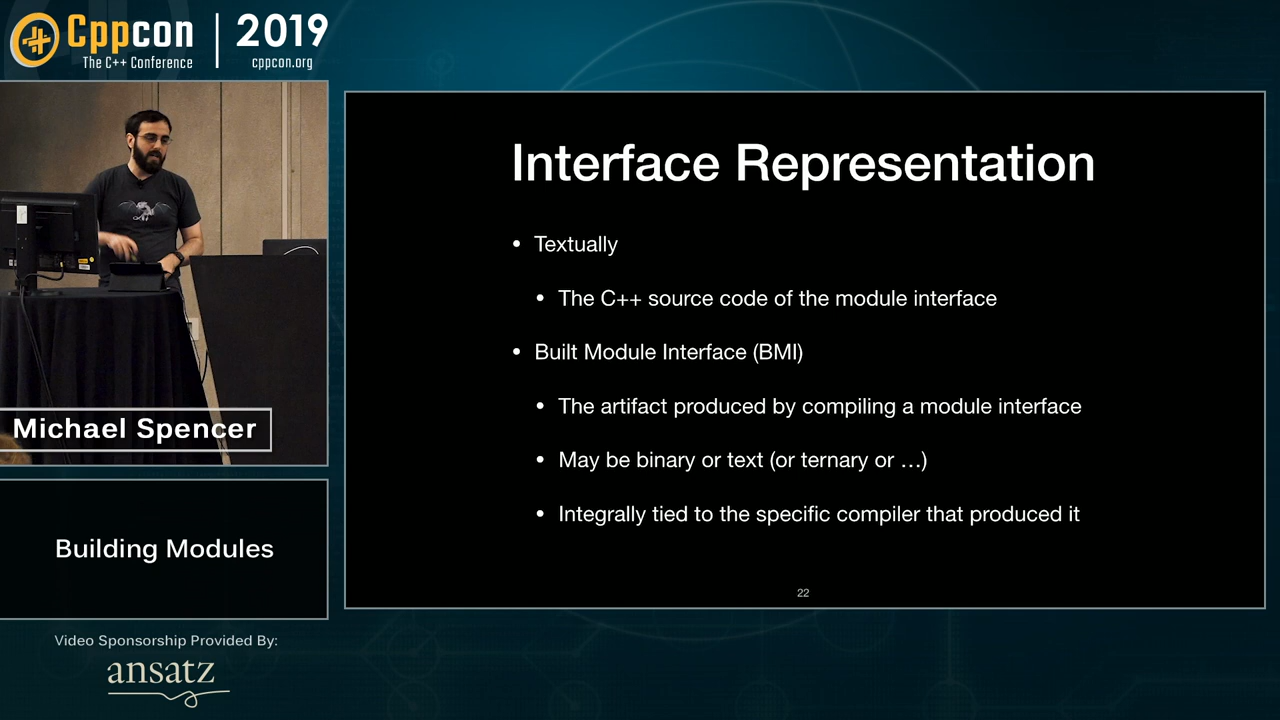 Cppcon
The C++ Conference
2019
cppcon.org
Michael Spencer
Building Modules
Video Sponsorship Provided By:
ansatz
Interface Representation
• Textually
• The C++ source code of the module interface
• Built Module Interface (BMI)
• The artifact produced by compiling a module interface
• May be binary or text (or ternary or …)
• Integrally tied to the specific compiler that produced it
22